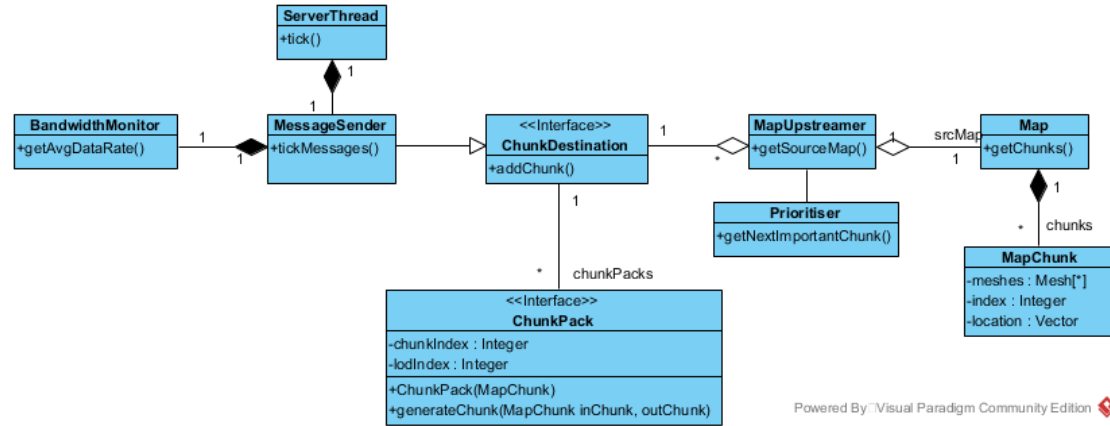 ServerThread
+tick()
1
1
BandwidthMonitor
+getAvgDataRate()
1
1
MessageSender
+tickMessages()
<<Interface>>
ChunkDestination
+addChunk()
1
*
MapUpstreamer
+getSourceMap()
1
srcMap
1
Map
+getChunks()
1
*
chunks
Prioritiser
+getNextImportantChunk()
MapChunk
-meshes : Mesh[*]
-index : Integer
-location : Vector
1
*
chunkPacks
<<Interface>>
ChunkPack
-chunkIndex : Integer
-lodIndex : Integer
+ChunkPack(MapChunk)
+generateChunk(MapChunk inChunk, outChunk)
Powered By Visual Paradigm Community Edition